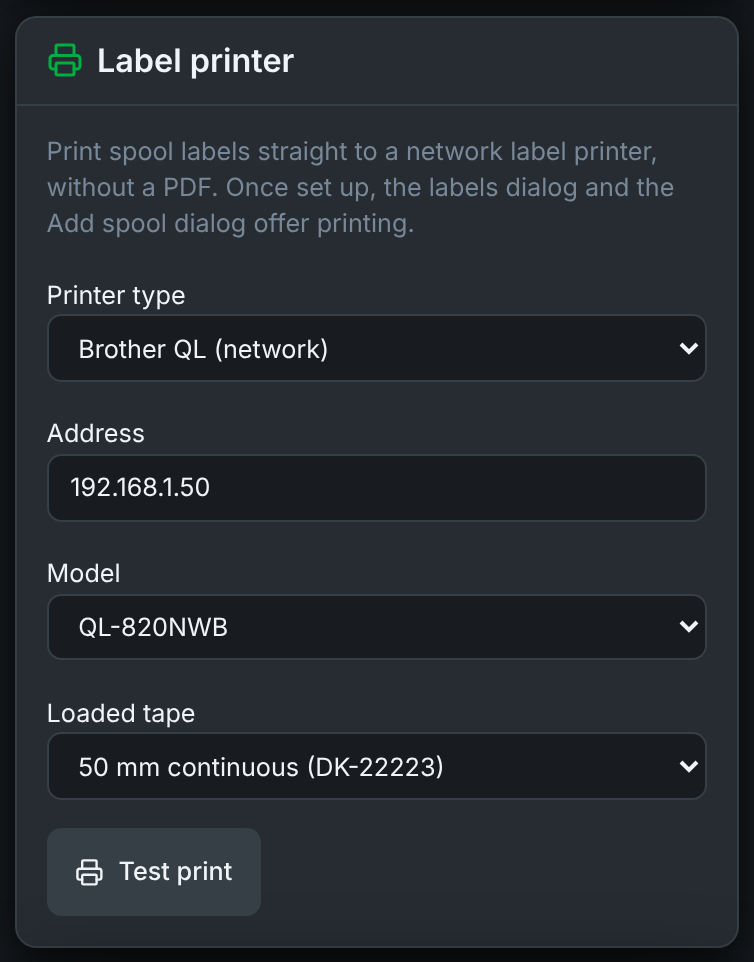 Label printer
Print spool labels straight to a network label printer,
without a PDF. Once set up, the labels dialog and the
Add spool dialog offer printing.
Printer type
Brother QL (network)
Address
192.168.1.50
Model
QL-820NWB
Loaded tape
50 mm continuous (DK-22223)
Test print